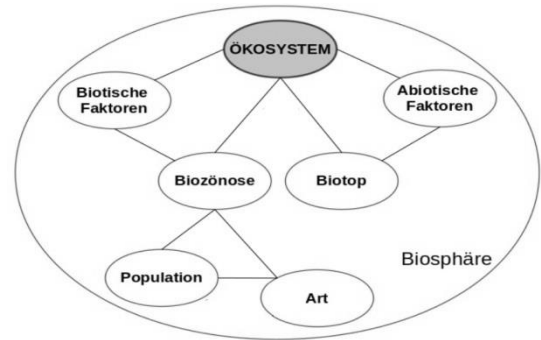 ÖKOSYSTEM
Biotische
Faktoren
Abiotische
Faktoren
Biozönose
Biotop
Biosphäre
Population
Art